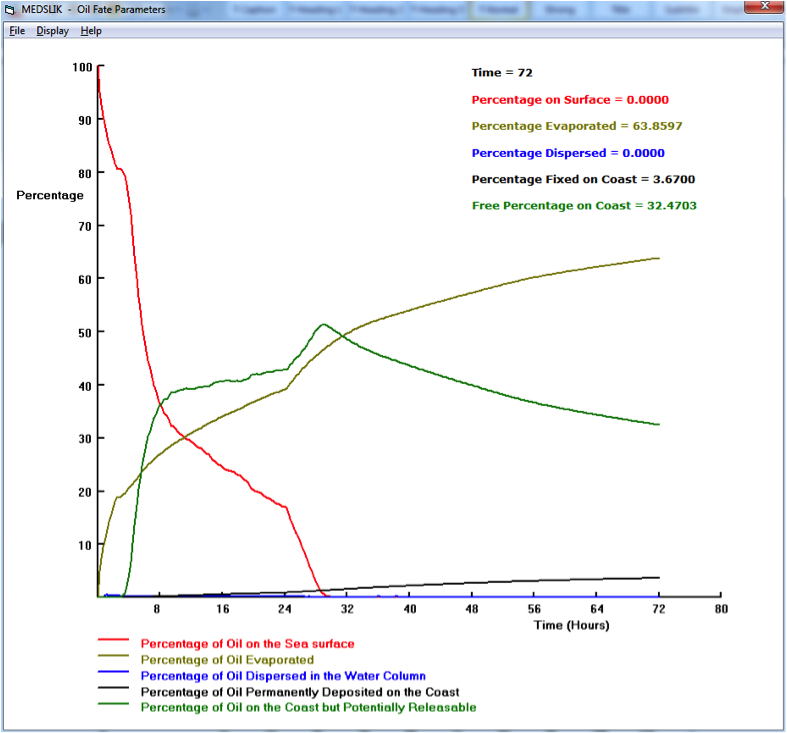 MEDSLIK - Oil Fate Parameters
File Display Help
Time = 72
Percentage on Surface = 0.0000
Percentage Evaporated = 63.8597
Percentage Dispersed = 0.0000
Percentage Fixed on Coast = 3.6700
Free Percentage on Coast = 32.4703
100
90
80
Percentage
70
60
50
40
30
20
10
8 16 24 32 40 48 56 64 72 80
Time (Hours)
Percentage of Oil on the Sea surface
Percentage of Oil Evaporated
Percentage of Oil Dispersed in the Water Column
Percentage of Oil Permanently Deposited on the Coast
Percentage of Oil on the Coast but Potentially Releasable